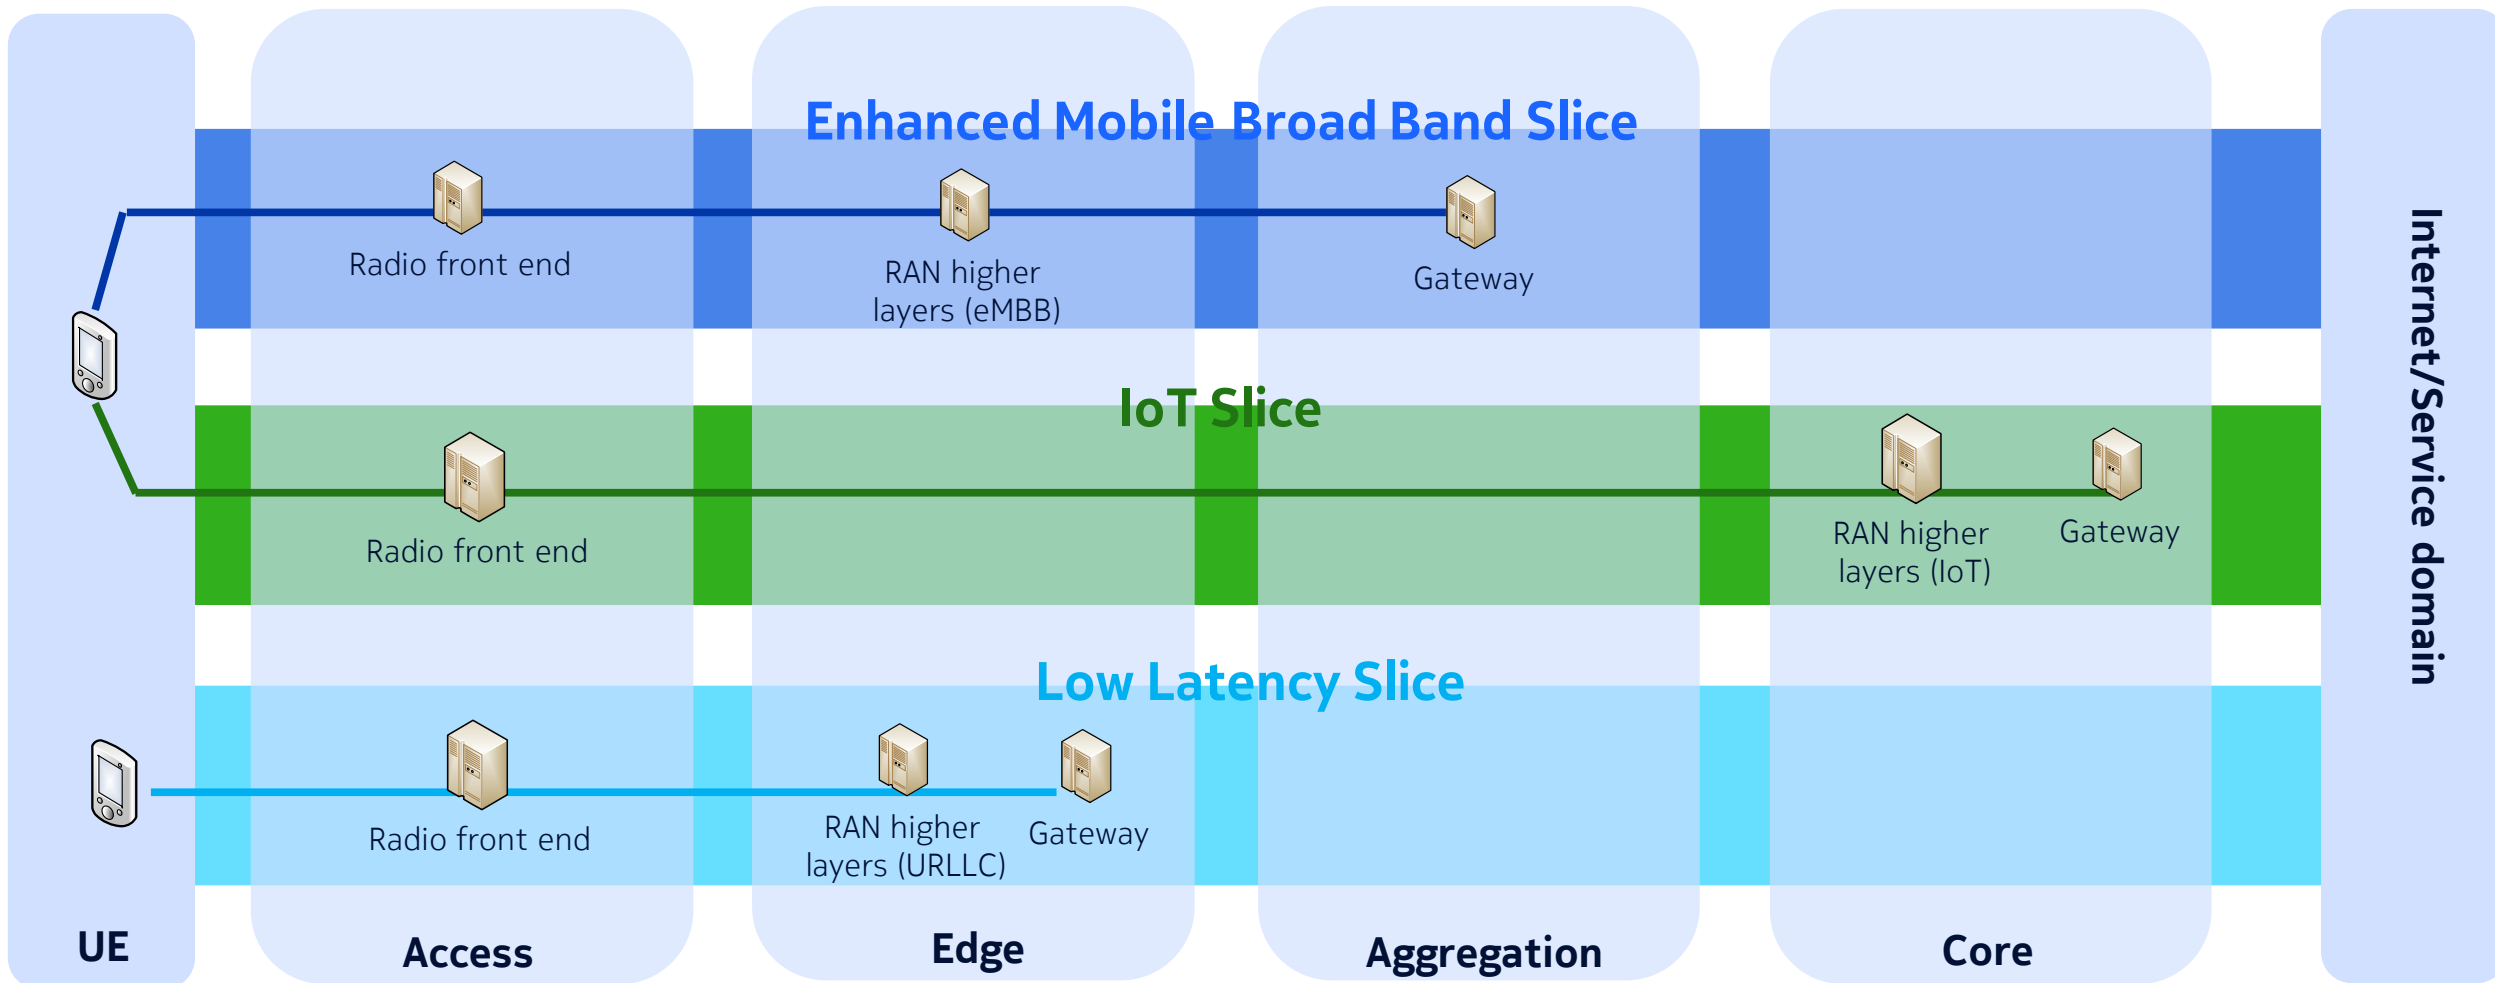 Enhanced Mobile Broad Band Slice
Radio front end
RAN higher
layers (eMBB)
Gateway
IoT Slice
Radio front end
RAN higher
layers (IoT)
Gateway
Low Latency Slice
Radio front end
RAN higher
layers (URLLC)
Gateway
UE
Access
Edge
Aggregation
Core
Internet/Service domain